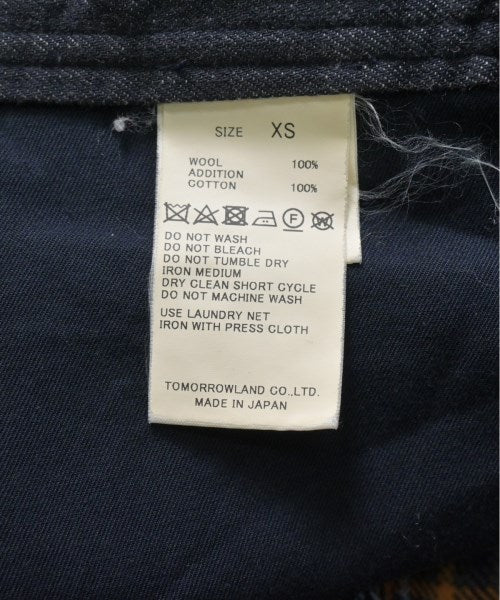 SIZE XS
WOOL 100%
ADDITION
COTTON 100%
F W
DO NOT WASH
DO NOT BLEACH
DO NOT TUMBLE DRY
IRON MEDIUM
DRY CLEAN SHORT CYCLE
DO NOT MACHINE WASH
USE LAUNDRY NET
IRON WITH PRESS CLOTH
TOMORROWLAND CO.,LTD.
MADE IN JAPAN